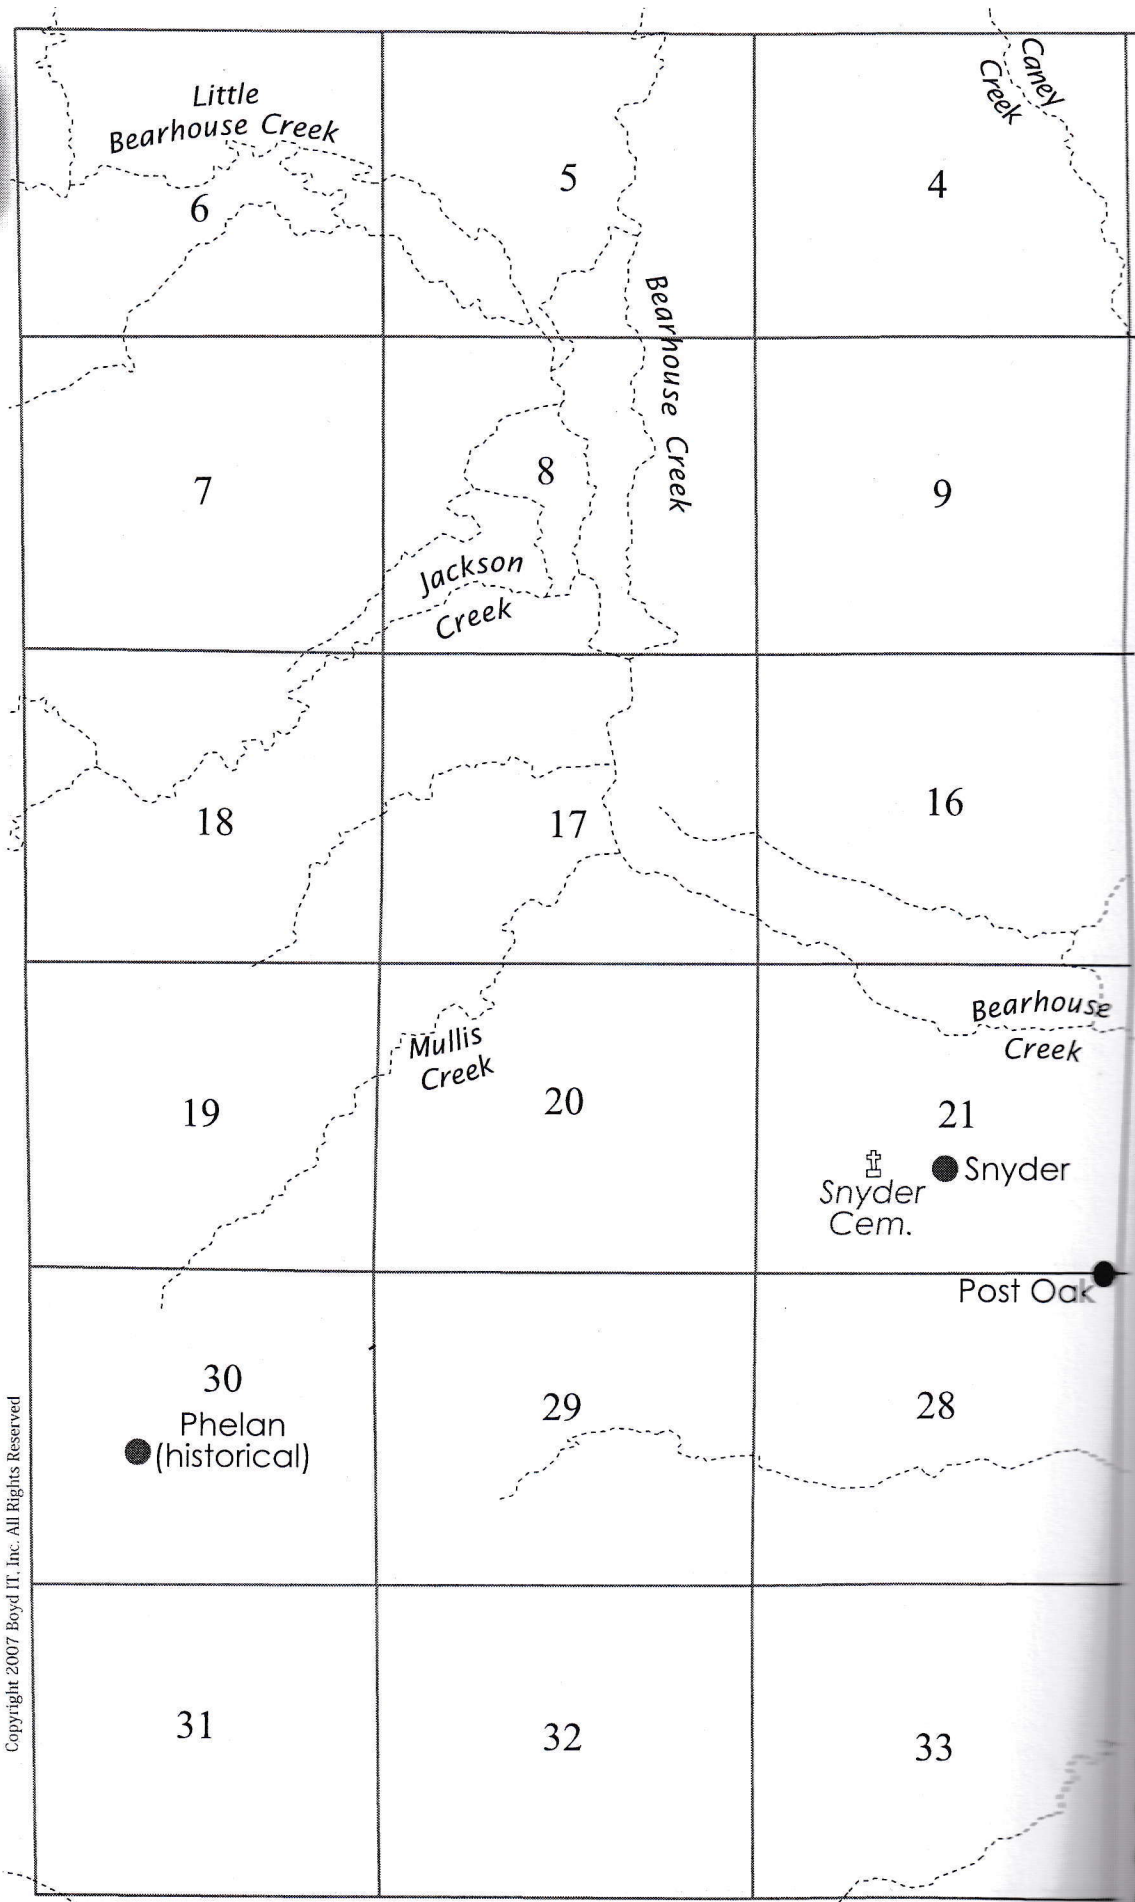 Caney
Creek
Little
Bearhouse Creek
6
5
4
Bearhouse Creek
7
8
9
Jackson
Creek
18
17
16
Bearhouse
Creek
Mullis
Creek
19
20
21
Snyder
Snyder
Cem.
Post Oak
30
Phelan
(historical)
29
28
31
32
33
Copyright 2007 Boyd IT, Inc. All Rights Reserved